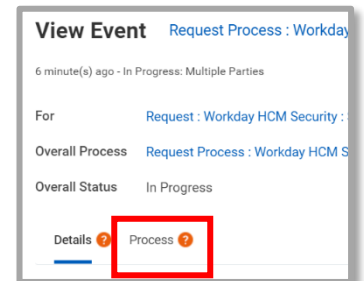 View Event Request Process : Workday
6 minute(s) ago - In Progress: Multiple Parties
For Request : Workday HCM Security :
Overall Process Request Process : Workday HCM S
Overall Status In Progress
Details ? Process ?